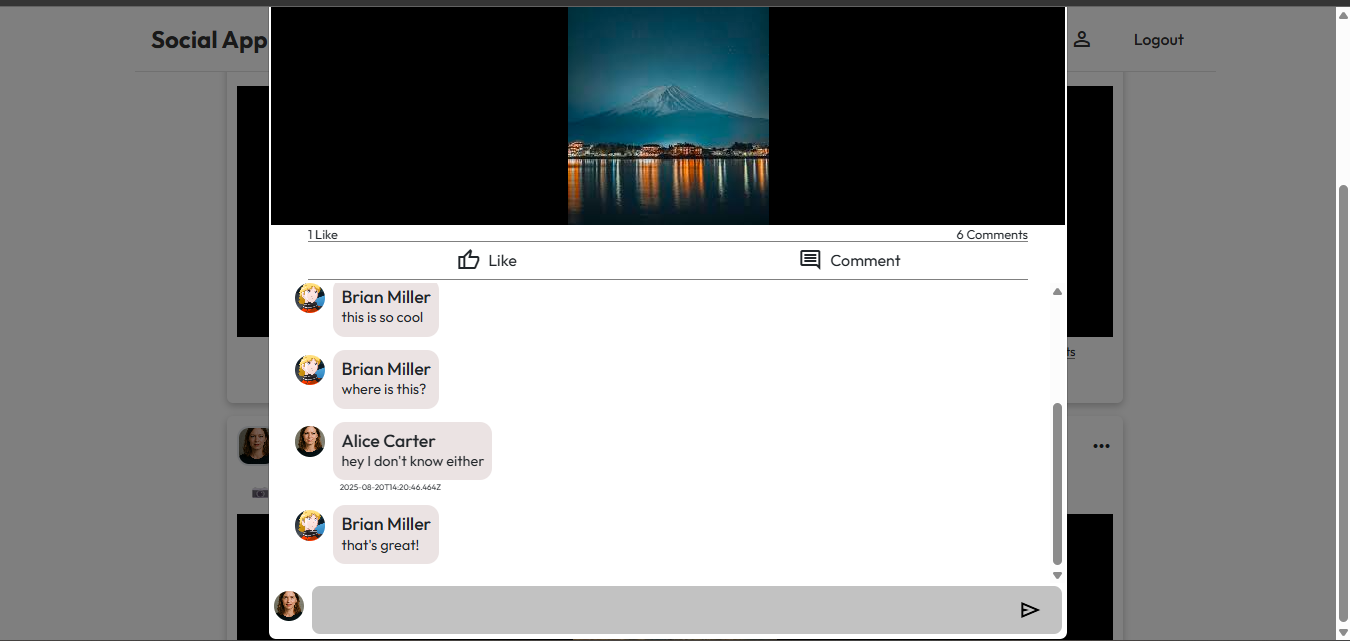 Social App
Logout
1 Like
6 Comments
Like
Comment
Brian Miller
this is so cool
ts
Brian Miller
where is this?
Alice Carter
hey I don't know either
2025-08-20T14:20:46.464Z
Brian Miller
that's great!